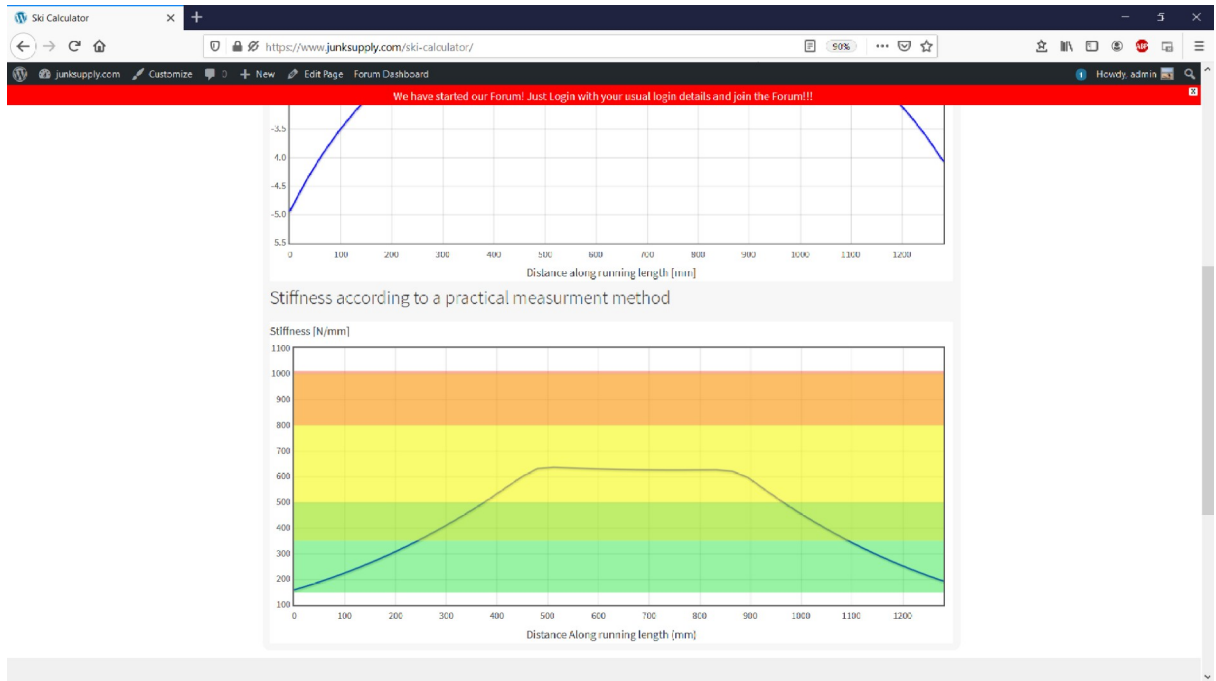 Ski Calculator
https://www.junksupply.com/ski-calculator/
90%
ABP
junksupply.com Customize 0 + New Edit Page Forum Dashboard
1 Howdy, admin
We have started our Forum! Just Login with your usual login details and join the Forum!!!
x
-3.5
4.0
-4.5
-5.0
5.5
0 100 200 300 400 500 600 700 800 900 1000 1100 1200
Distance along running length [mm]
Stiffness according to a practical measurment method
Stiffness [N/mm]
1100
1000
900
800
700
600
500
400
300
200
100
0 100 200 300 400 500 600 700 800 900 1000 1100 1200
Distance Along running length (mm)